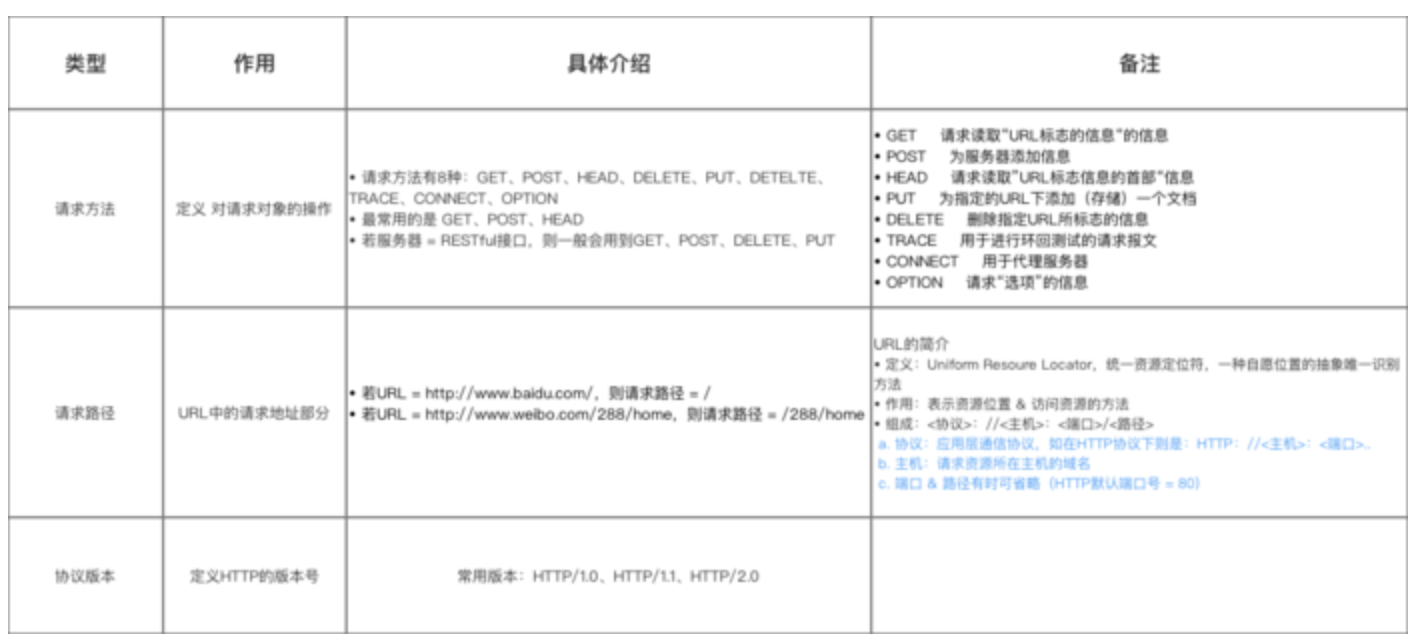 类型
作用
具体介绍
备注
请求方法
定义 对请求对象的操作
• 请求方法有8种：GET、POST、HEAD、DELETE、PUT、DETELTE、
TRACE、CONNECT、OPTION
• 最常用的是 GET、POST、HEAD
• 若服务器 = RESTful接口，则一般会用到GET、POST、DELETE、PUT
• GET 请求读取"URL标志的信息"的信息
• POST 为服务器添加信息
• HEAD 请求读取"URL标志信息的首部"信息
• PUT 为指定的URL下添加（存储）一个文档
• DELETE 删除指定URL所标志的信息
• TRACE 用于进行环回测试的请求报文
• CONNECT 用于代理服务器
• OPTION 请求"选项"的信息
请求路径
URL中的请求地址部分
• 若URL = http://www.baidu.com/，则请求路径 = /
• 若URL = http://www.weibo.com/288/home，则请求路径 = /288/home
URL的简介
• 定义：Uniform Resoure Locator，统一资源定位符，一种自愿位置的抽象唯一识别
方法
• 作用：表示资源位置 & 访问资源的方法
• 组成：<协议>：//<主机>：<端口>/<路径>
a. 协议：应用层通信协议，如在HTTP协议下则是：HTTP：//<主机>：<端口>..
b. 主机：请求资源所在主机的域名
c. 端口 & 路径有时可省略（HTTP默认端口号 = 80）
协议版本
定义HTTP的版本号
常用版本：HTTP/1.0、HTTP/1.1、HTTP/2.0